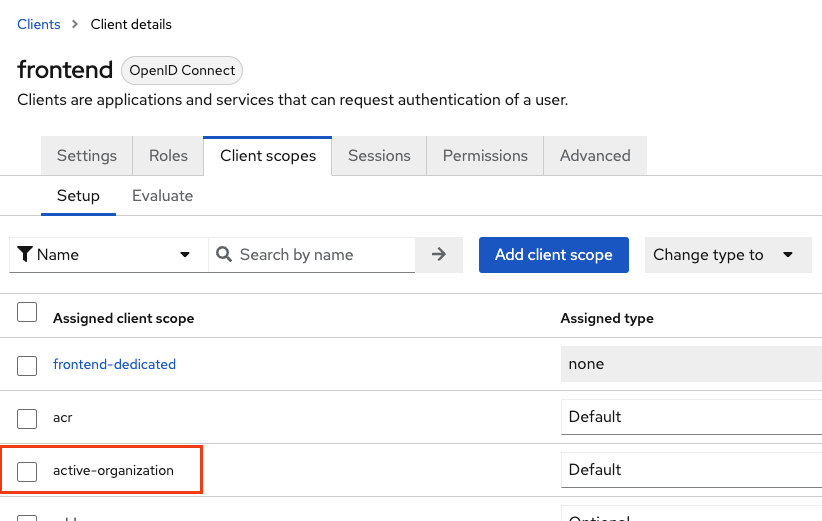 Clients > Client details
frontend OpenID Connect
Clients are applications and services that can request authentication of a user.
Settings Roles Client scopes Sessions Permissions Advanced
Setup Evaluate
Name Search by name Add client scope Change type to
Assigned client scope Assigned type
frontend-dedicated none
acr Default
active-organization Default
Optional